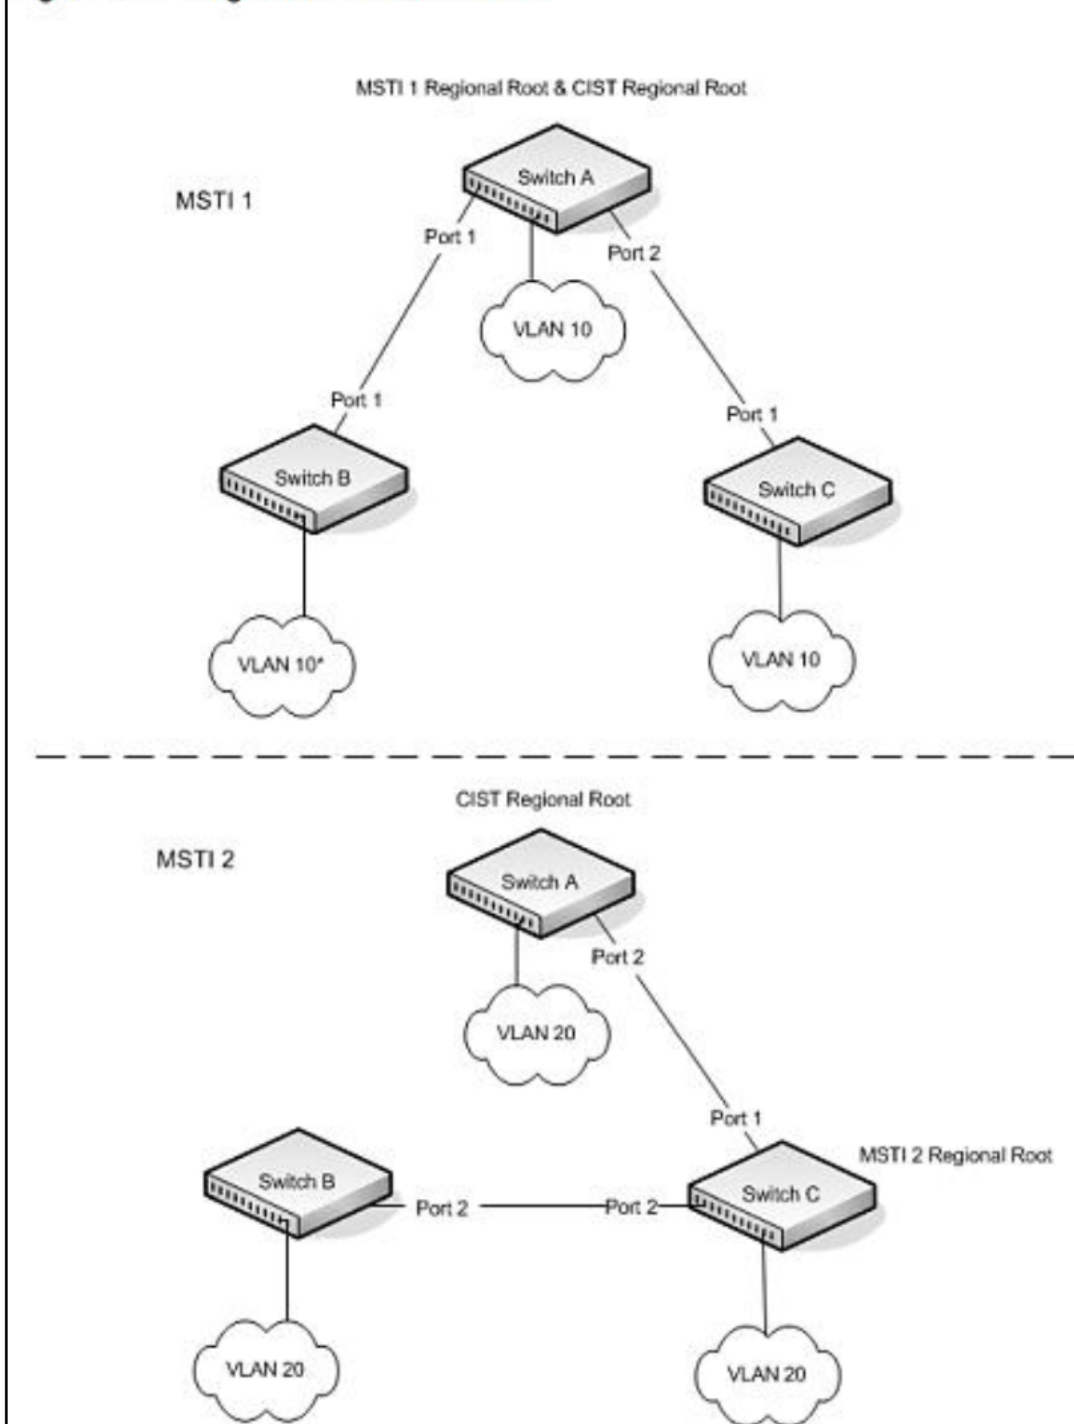 MSTI 1 Regional Root & CIST Regional Root
Switch A
MSTI 1
Port 1
Port 2
VLAN 10
Port 1
Port 1
Switch B
Switch C
VLAN 10*
VLAN 10
CIST Regional Root
MSTI 2
Switch A
Port 2
VLAN 20
Port 1
MSTI 2 Regional Root
Switch B
Switch C
Port 2
Port 2
VLAN 20
VLAN 20